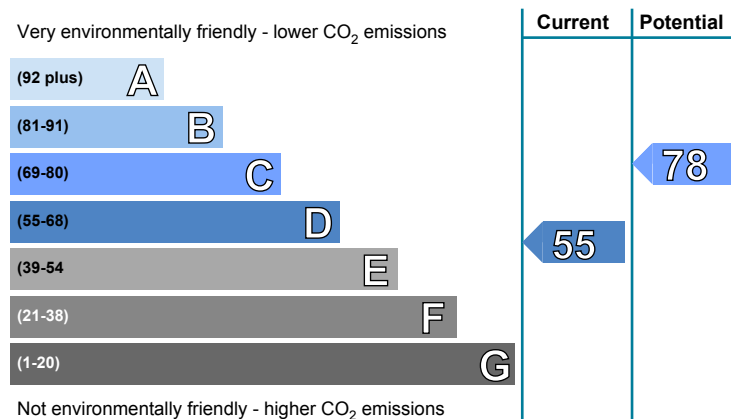 Very environmentally friendly - lower CO₂ emissions
Current
Potential
(92 plus) A
(81-91) B
(69-80) C
78
(55-68) D
55
(39-54 E
(21-38) F
(1-20) G
Not environmentally friendly - higher CO₂ emissions